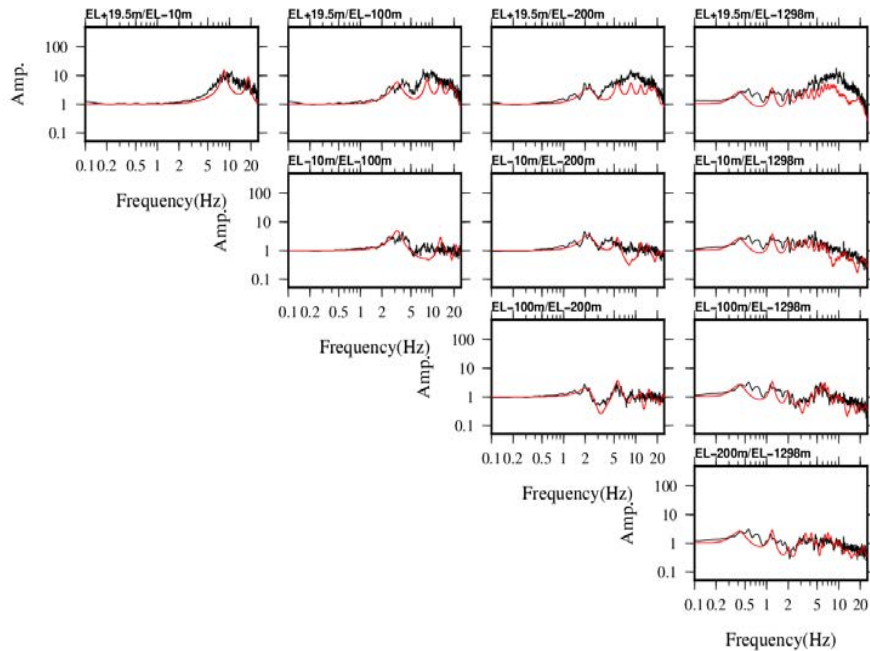 EL+19.5m/EL-10m
EL+19.5m/EL-100m
EL+19.5m/EL-200m
EL+19.5m/EL-1298m
Amp.
100
10
1
0.1
0.1 0.2 0.5 1 2 5 10 20
Frequency(Hz)
EL-10m/EL-100m
EL-10m/EL-200m
EL-10m/EL-1298m
Amp.
100
10
1
0.1
0.1 0.2 0.5 1 2 5 10 20
Frequency(Hz)
EL-100m/EL-200m
EL-100m/EL-1298m
Amp.
100
10
1
0.1
0.1 0.2 0.5 1 2 5 10 20
Frequency(Hz)
EL-200m/EL-1298m
Amp.
100
10
1
0.1
0.1 0.2 0.5 1 2 5 10 20
Frequency(Hz)